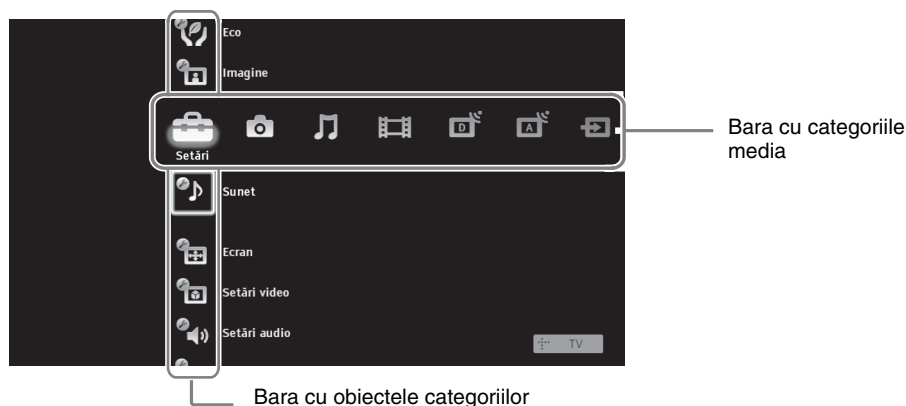 Eco
Imagine
Setări
D
A
Bara cu categoriile
media
Sunet
Ecran
Setări video
Setări audio
TV
Bara cu obiectele categoriilor